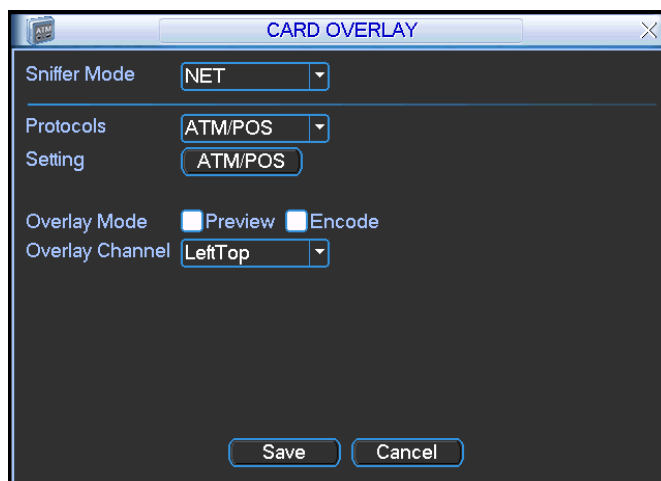 ATM
CARD OVERLAY
Sniffer Mode NET
Protocols ATM/POS
Setting ATM/POS
Overlay Mode Preview Encode
Overlay Channel LeftTop
Save Cancel